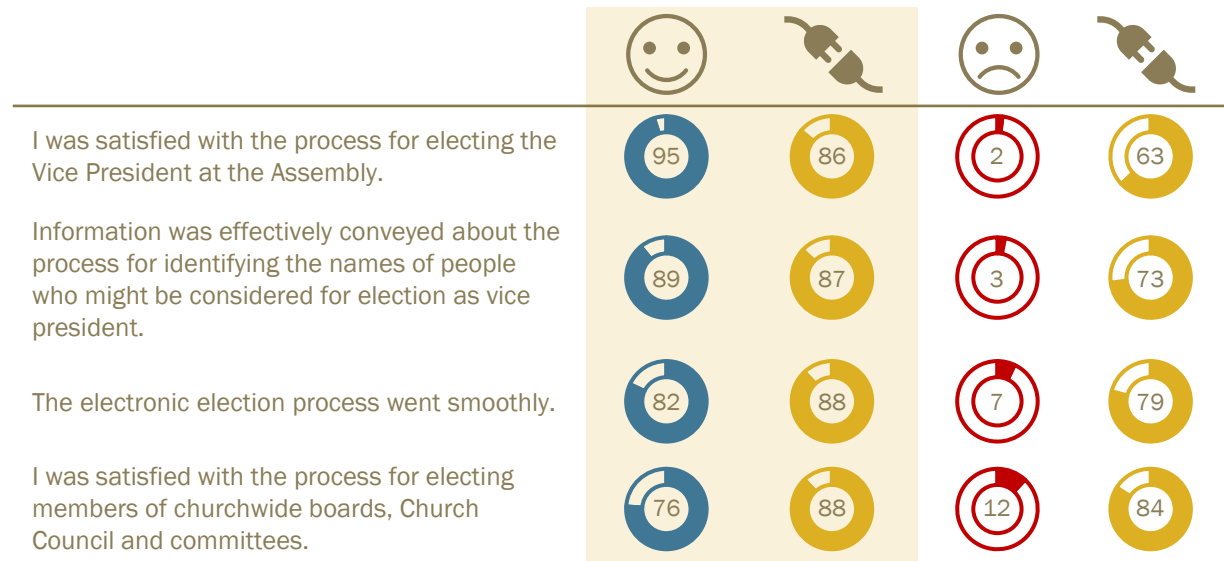 I was satisfied with the process for electing the
Vice President at the Assembly.
95 86 2 63
Information was effectively conveyed about the
process for identifying the names of people
who might be considered for election as vice
president.
89 87 3 73
The electronic election process went smoothly.
82 88 7 79
I was satisfied with the process for electing
members of churchwide boards, Church
Council and committees.
76 88 12 84